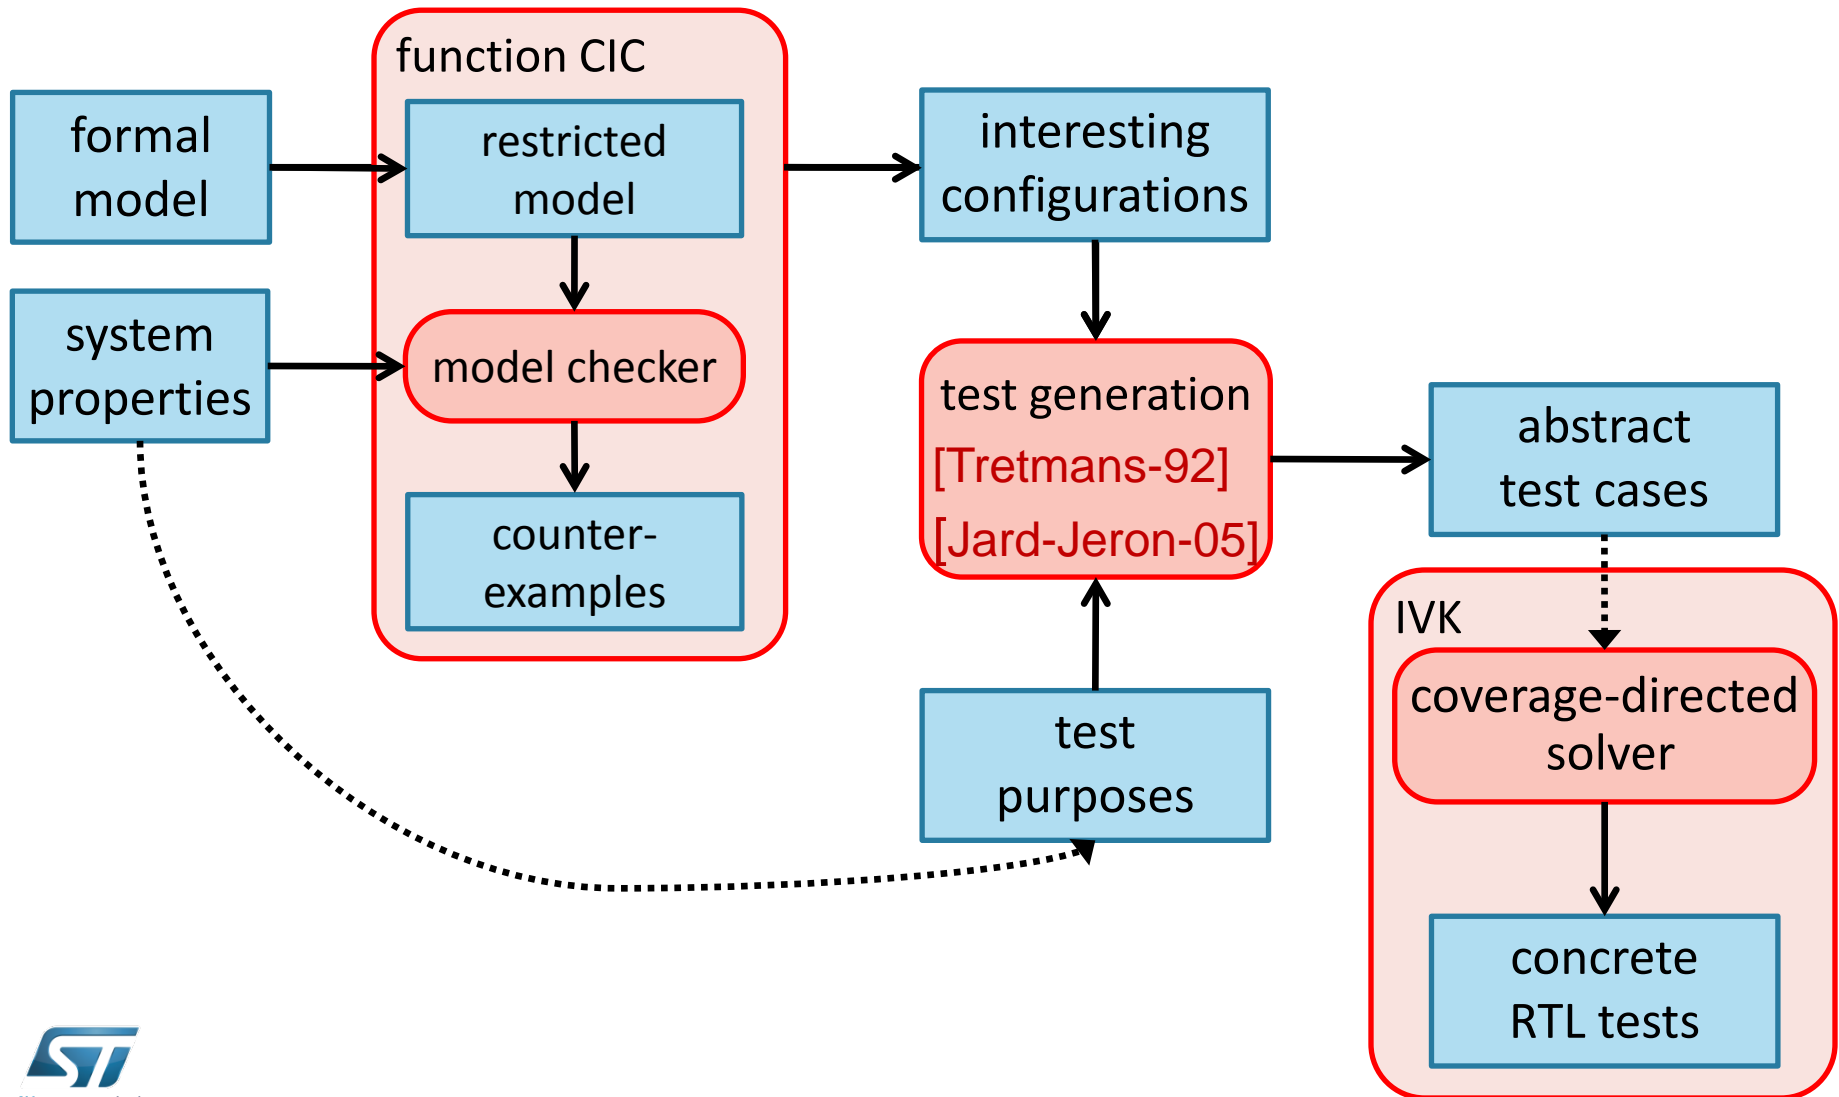 function CIC
formal
model
restricted
model
interesting
configurations
system
properties
model checker
counter-
examples
test generation
[Tretmans-92]
[Jard-Jeron-05]
abstract
test cases
test
purposes
IVK
coverage-directed
solver
concrete
RTL tests
ST